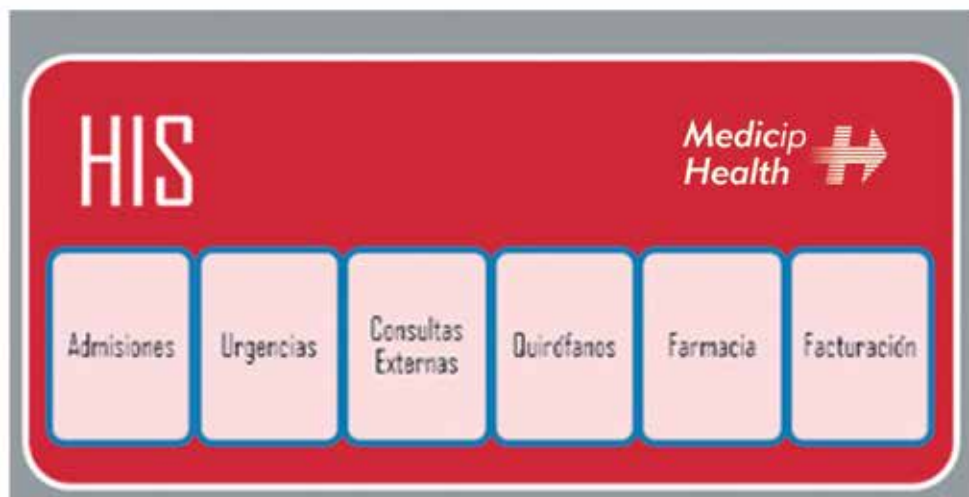 HIS
Medicip
Health
Admisiones
Urgencias
Consultas
Externas
Quirófanos
Farmacia
Facturación